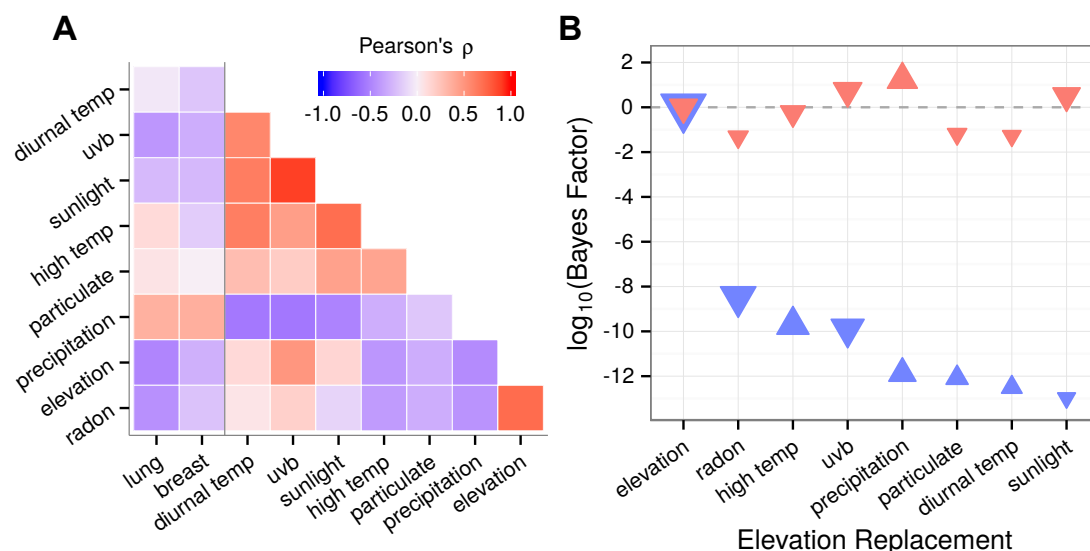 A
Pearson's ρ
-1.0 -0.5 0.0 0.5 1.0
diurnal temp
uvb
sunlight
high temp
particulate
precipitation
elevation
radon
lung
breast
diurnal temp
uvb
sunlight
high temp
particulate
precipitation
elevation
B
log10(Bayes Factor)
2
0
-2
-4
-6
-8
-10
-12
elevation
radon
high temp
uvb
precipitation
particulate
diurnal temp
sunlight
Elevation Replacement